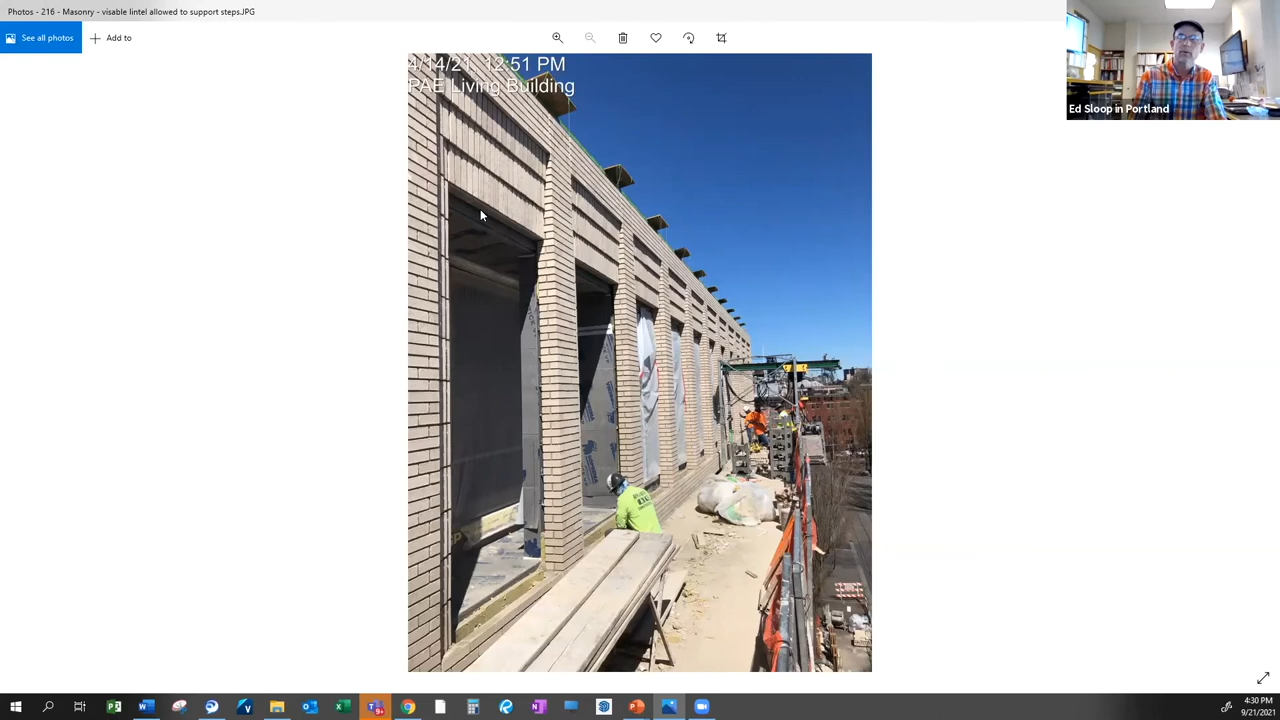 Photos - 216 - Masonry - visable lintel allowed to support steps.JPG
See all photos
Add to
4/14/21 12:51 PM
PAE Living Building
Ed Sloop in Portland
4:30 PM
9/21/2021